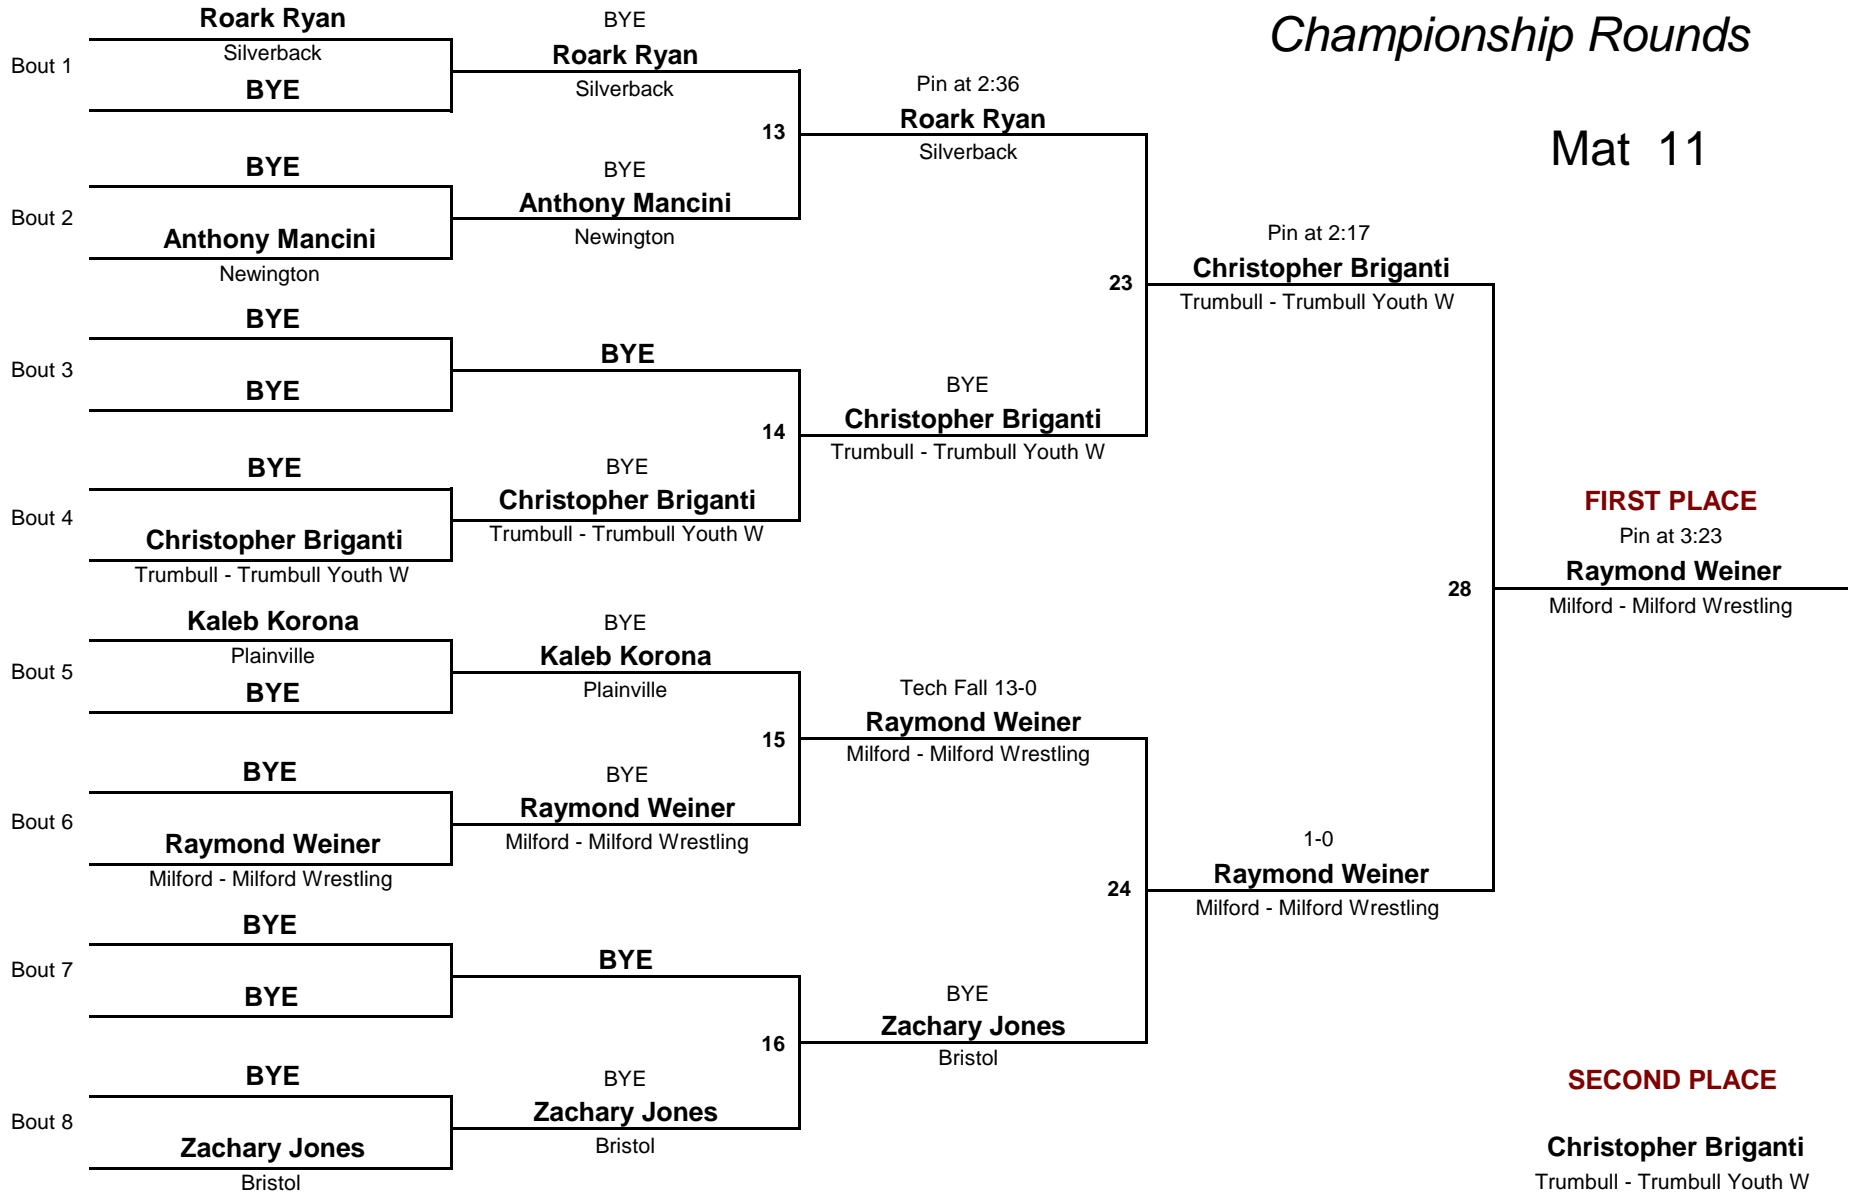 Championship Rounds
Mat 11
Bout 1
Roark Ryan
Silverback
BYE
Bout 2
BYE
Anthony Mancini
Newington
Bout 3
BYE
BYE
Bout 4
BYE
Christopher Briganti
Trumbull - Trumbull Youth W
Bout 5
Kaleb Korona
Plainville
BYE
Bout 6
BYE
Raymond Weiner
Milford - Milford Wrestling
Bout 7
BYE
BYE
Bout 8
BYE
Zachary Jones
Bristol
BYE
Roark Ryan
Silverback
13
BYE
Anthony Mancini
Newington
BYE
14
BYE
Christopher Briganti
Trumbull - Trumbull Youth W
BYE
Kaleb Korona
Plainville
15
BYE
Raymond Weiner
Milford - Milford Wrestling
BYE
16
BYE
Zachary Jones
Bristol
Pin at 2:36
Roark Ryan
Silverback
23
BYE
Christopher Briganti
Trumbull - Trumbull Youth W
Tech Fall 13-0
Raymond Weiner
Milford - Milford Wrestling
24
BYE
Zachary Jones
Bristol
Pin at 2:17
Christopher Briganti
Trumbull - Trumbull Youth W
28
1-0
Raymond Weiner
Milford - Milford Wrestling
FIRST PLACE
Pin at 3:23
Raymond Weiner
Milford - Milford Wrestling
SECOND PLACE
Christopher Briganti
Trumbull - Trumbull Youth W